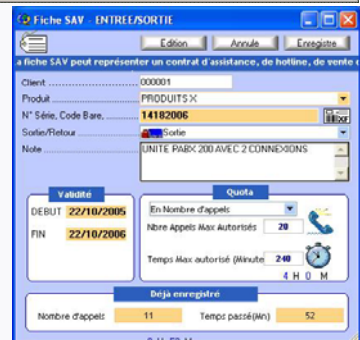 Fiche SAV - ENTREE/SORTIE
Edition Annule Enregistre
a fiche SAV peut représenter un contrat d'assistance, de hotline, de vente
Client 000001
Produit PRODUITS X
N° Série, Code Bare, 14182006
Sortie/Retour Sortie
Note UNITE PABX 200 AVEC 2 CONNEXIONS
Validité
DEBUT 22/10/2005
FIN 22/10/2006
Quota
En Nombre d'appels
Nbre Appels Max Autorisés 20
Temps Max autorisé (Minute 240
4 H 0 M
Déjà enregistré
Nombre d'appels 11 Temps passé(Mn) 52